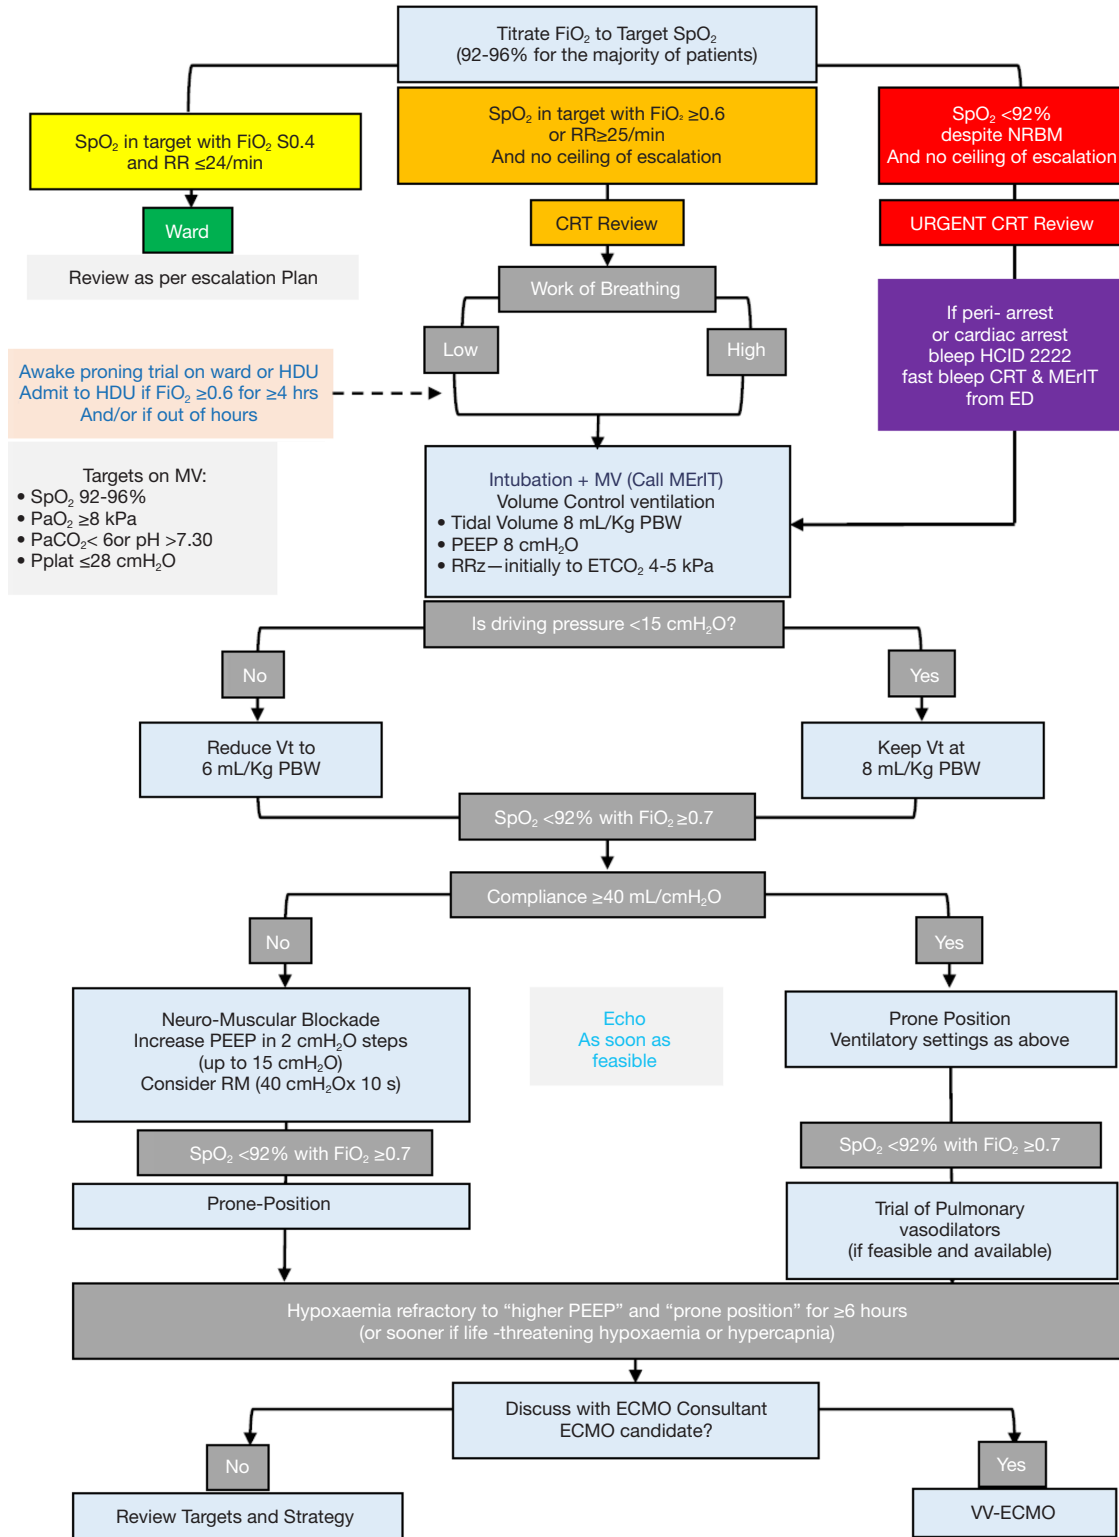 Titrate FiO₂ to Target SpO₂
(92-96% for the majority of patients)
SpO₂ in target with FiO₂ S0.4
and RR ≤24/min
SpO₂ in target with FiO₂ ≥0.6
or RR≥25/min
And no ceiling of escalation
SpO₂ <92%
despite NRBM
And no ceiling of escalation
Ward
CRT Review
URGENT CRT Review
Review as per escalation Plan
Work of Breathing
Low
High
If peri- arrest
or cardiac arrest
bleep HCID 2222
fast bleep CRT & MErIT
from ED
Awake proning trial on ward or HDU
Admit to HDU if FiO₂ ≥0.6 for ≥4 hrs
And/or if out of hours
Targets on MV:
• SpO₂ 92-96%
• PaO₂ ≥8 kPa
• PaCO₂< 6or pH >7.30
• Pplat ≤28 cmH₂O
Intubation + MV (Call MErIT)
Volume Control ventilation
• Tidal Volume 8 mL/Kg PBW
• PEEP 8 cmH₂O
• RRz—initially to ETCO₂ 4-5 kPa
Is driving pressure <15 cmH₂O?
No
Yes
Reduce Vt to
6 mL/Kg PBW
Keep Vt at
8 mL/Kg PBW
SpO₂ <92% with FiO₂ ≥0.7
Compliance ≥40 mL/cmH₂O
No
Yes
Neuro-Muscular Blockade
Increase PEEP in 2 cmH₂O steps
(up to 15 cmH₂O)
Consider RM (40 cmH₂Ox 10 s)
Echo
As soon as
feasible
Prone Position
Ventilatory settings as above
SpO₂ <92% with FiO₂ ≥0.7
SpO₂ <92% with FiO₂ ≥0.7
Prone-Position
Trial of Pulmonary
vasodilators
(if feasible and available)
Hypoxaemia refractory to “higher PEEP” and “prone position” for ≥6 hours
(or sooner if life -threatening hypoxaemia or hypercapnia)
Discuss with ECMO Consultant
ECMO candidate?
No
Yes
Review Targets and Strategy
VV-ECMO